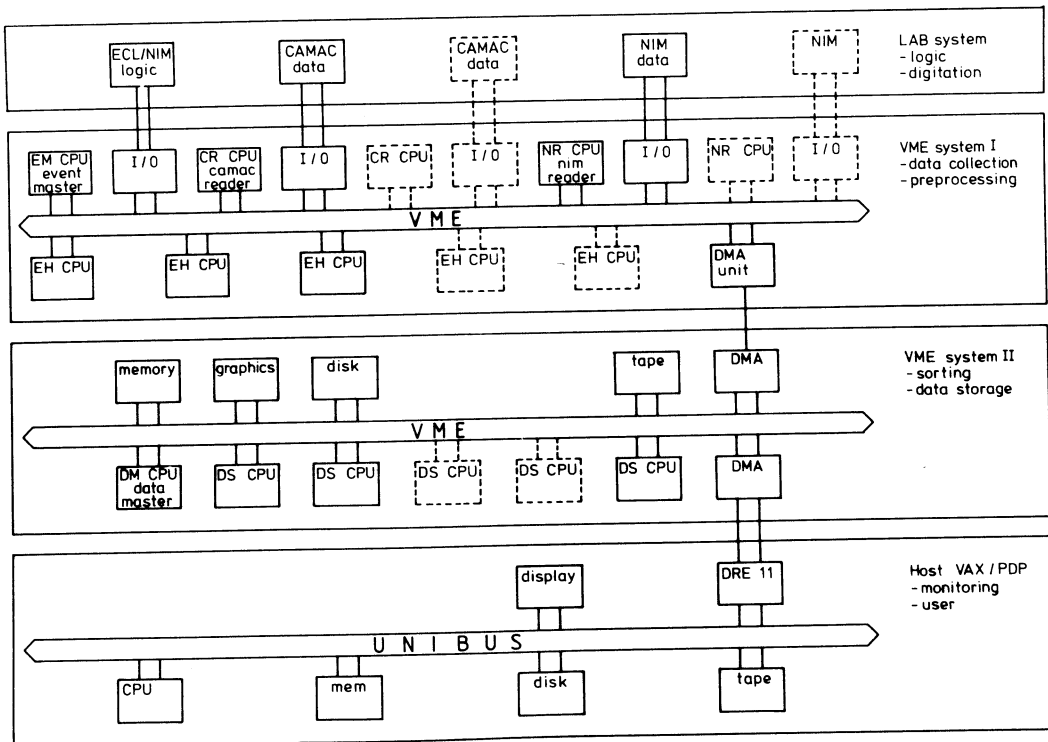 ECL/NIM
logic
CAMAC
data
CAMAC
data
NIM
data
NIM
LAB system
- logic
- digitation
EM CPU
event
master
I/O
CR CPU
camac
reader
I/O
CR CPU
I/O
NR CPU
nim
reader
I/O
NR CPU
I/O
VME system I
- data collection
- preprocessing
VME
EH CPU
EH CPU
EH CPU
EH CPU
EH CPU
DMA
unit
memory
graphics
disk
tape
DMA
VME system II
- sorting
- data storage
VME
DM CPU
data
master
DS CPU
DS CPU
DS CPU
DS CPU
DS CPU
DMA
display
DRE 11
Host VAX / PDP
- monitoring
- user
UNIBUS
CPU
mem
disk
tape